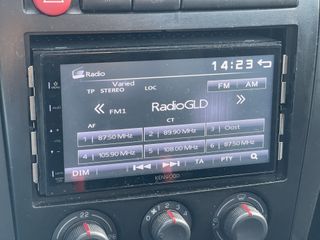 14:23
Radio
Varied
TP STEREO LOC FM AM
FM1 RadioGLD
AF CT
1 87.50 MHz 2 89.90 MHz 3 Oost
4 105.90 MHz 5 108.00 MHz 6 87.50 MHz
DIM TA PTY
KENWOOD
22